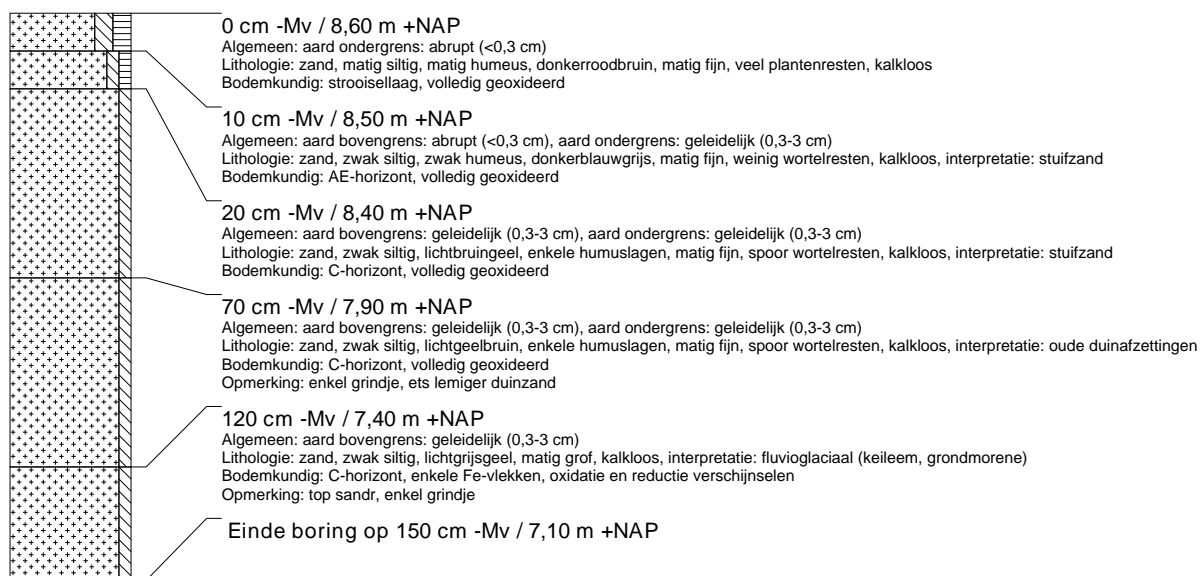 0 cm -Mv / 8,60 m +NAP
Algemeen: aard ondergrens: abrupt (<0,3 cm)
Lithologie: zand, matig siltig, matig humeus, donkerroodbruin, matig fijn, veel plantenresten, kalkloos
Bodemkundig: strooisellaag, volledig geoxideerd
10 cm -Mv / 8,50 m +NAP
Algemeen: aard bovengrens: abrupt (<0,3 cm), aard ondergrens: geleidelijk (0,3-3 cm)
Lithologie: zand, zwak siltig, zwak humeus, donkerblauwgrijs, matig fijn, weinig wortelresten, kalkloos, interpretatie: stuifzand
Bodemkundig: AE-horizont, volledig geoxideerd
20 cm -Mv / 8,40 m +NAP
Algemeen: aard bovengrens: geleidelijk (0,3-3 cm), aard ondergrens: geleidelijk (0,3-3 cm)
Lithologie: zand, zwak siltig, lichtbruingeel, enkele humuslagen, matig fijn, spoor wortelresten, kalkloos, interpretatie: stuifzand
Bodemkundig: C-horizont, volledig geoxideerd
70 cm -Mv / 7,90 m +NAP
Algemeen: aard bovengrens: geleidelijk (0,3-3 cm), aard ondergrens: geleidelijk (0,3-3 cm)
Lithologie: zand, zwak siltig, lichtgeelbruin, enkele humuslagen, matig fijn, spoor wortelresten, kalkloos, interpretatie: oude duinafzettingen
Bodemkundig: C-horizont, volledig geoxideerd
Opmerking: enkel grindje, ets lemiger duinzand
120 cm -Mv / 7,40 m +NAP
Algemeen: aard bovengrens: geleidelijk (0,3-3 cm)
Lithologie: zand, zwak siltig, lichtgrijsgeel, matig grof, kalkloos, interpretatie: fluvioglaciaal (keileem, grondmorene)
Bodemkundig: C-horizont, enkele Fe-vlekken, oxidatie en reductie verschijnselen
Opmerking: top sandr, enkel grindje
Einde boring op 150 cm -Mv / 7,10 m +NAP